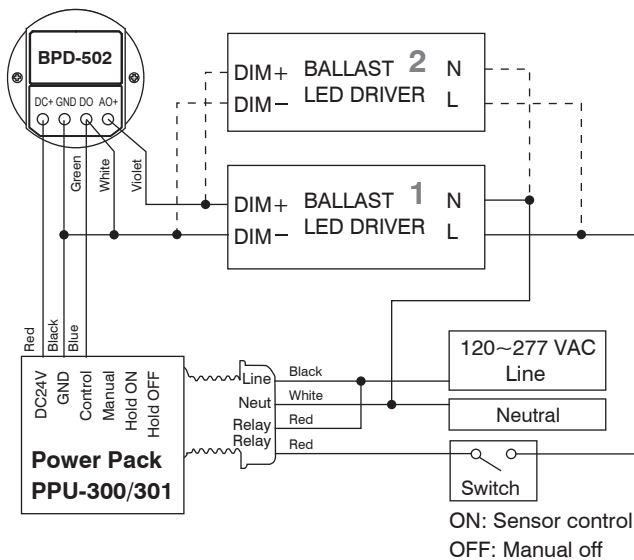 BPD-502
DC+ GND DO AO+
Green
White
Violet
DIM+ BALLAST 2 N
DIM− LED DRIVER L
DIM+ BALLAST 1 N
DIM− LED DRIVER L
Red
Black
Blue
DC24V
GND
Control
Manual
Hold ON
Hold OFF
Power Pack
PPU-300/301
Line
Neut
Relay
Relay
Black
White
Red
Red
120~277 VAC
Line
Neutral
Switch
ON: Sensor control
OFF: Manual off